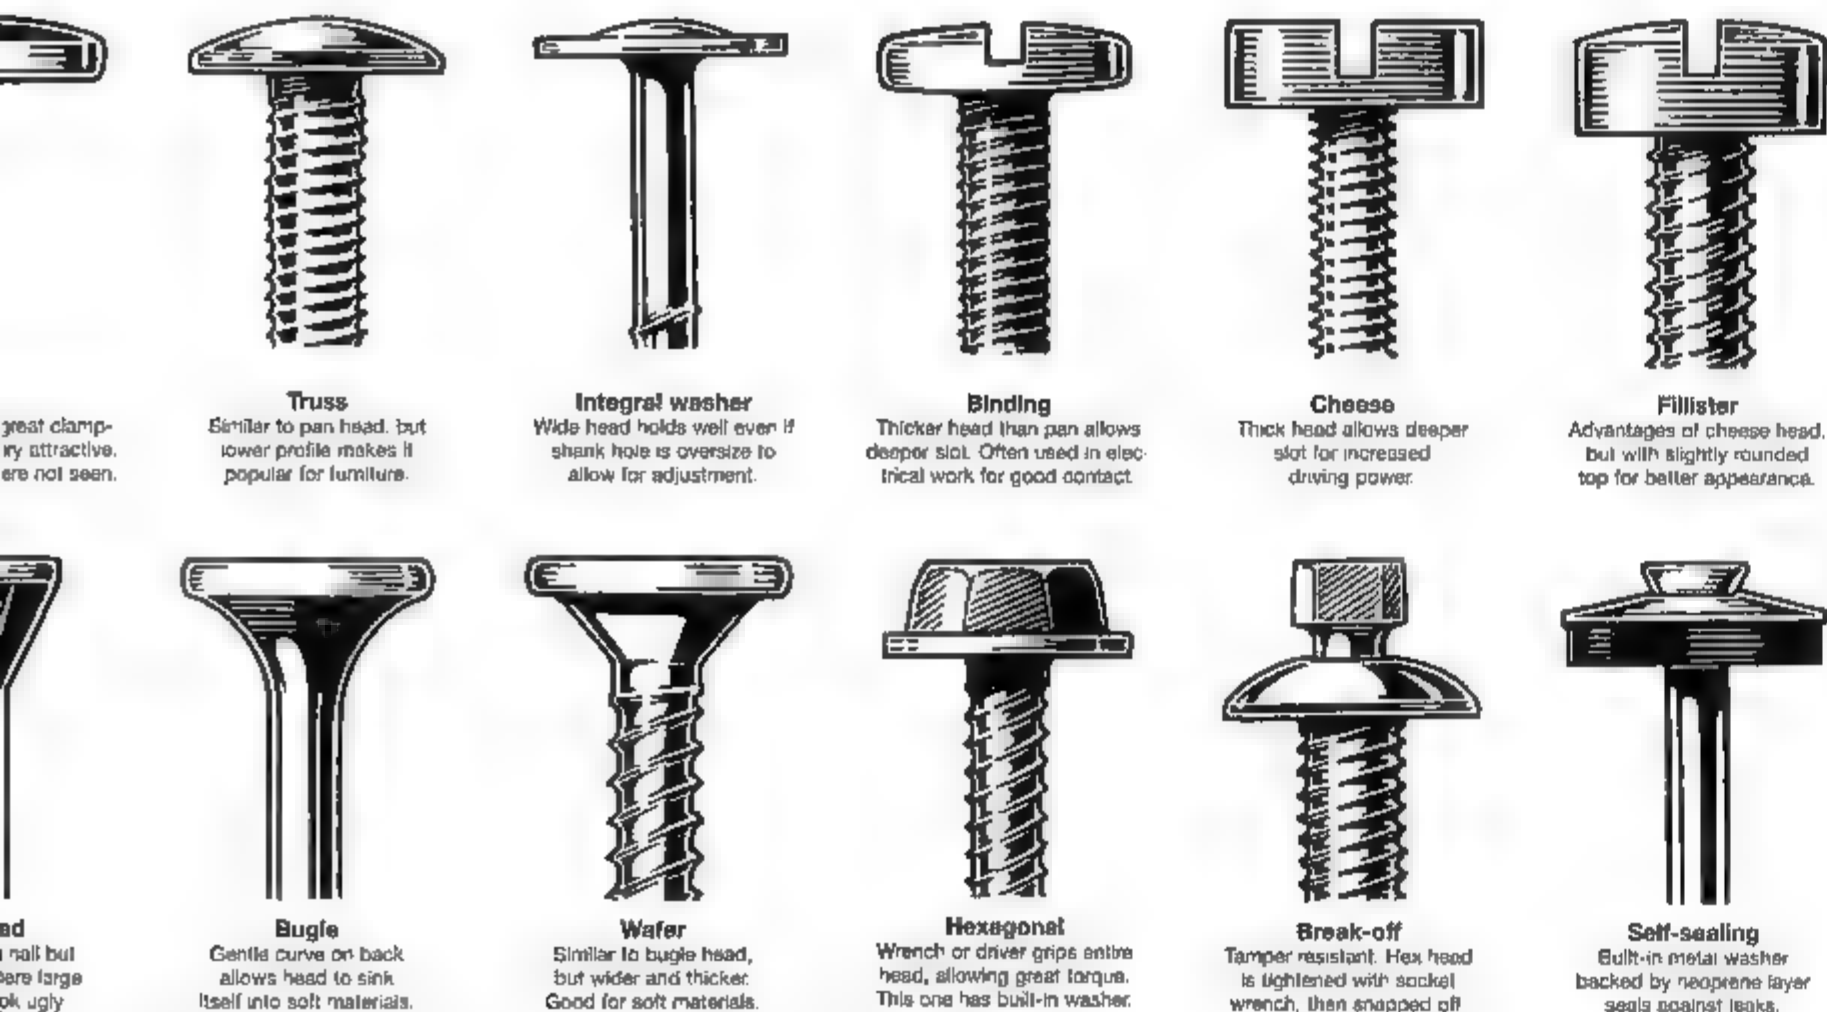 great clamp-
ry attractive.
are not seen.
Truss
Similar to pan head, but
lower profile makes it
popular for furniture.
Integral washer
Wide head holds well even if
shank hole is oversize to
allow for adjustment.
Binding
Thicker head than pan allows
deeper slot. Often used in elec-
trical work for good contact.
Cheese
Thick head allows deeper
slot for increased
driving power.
Fillister
Advantages of cheese head,
but with slightly rounded
top for better appearance.
ad
nail but
large
ok ugly
Bugle
Gentle curve on back
allows head to sink
itself into soft materials.
Wafer
Similar to bugle head,
but wider and thicker.
Good for soft materials.
Hexagonal
Wrench or driver grips entire
head, allowing great torque.
This one has built-in washer.
Break-off
Tamper resistant. Hex head
is tightened with socket
wrench, then snapped off
Self-sealing
Built-in metal washer
backed by neoprene layer
seals against leaks.